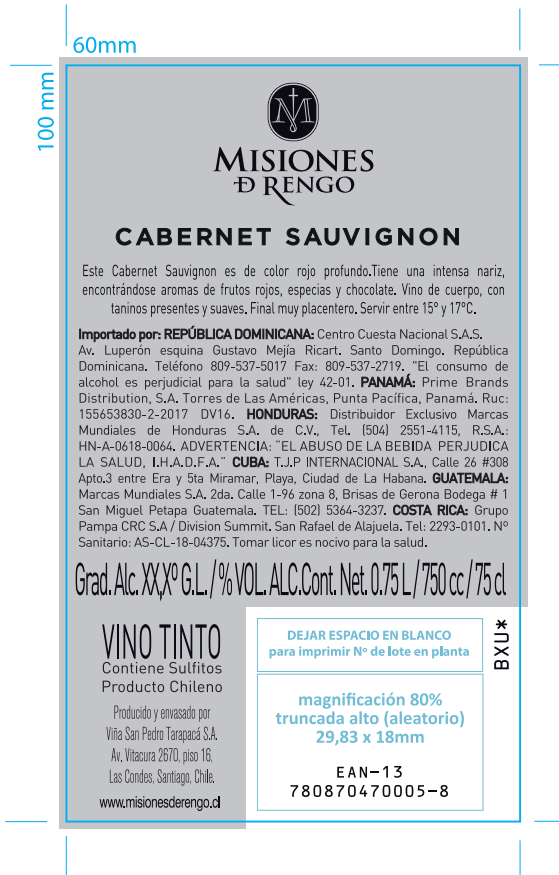 60mm
100 mm
MISIONES
D RENGO
CABERNET SAUVIGNON
Este Cabernet Sauvignon es de color rojo profundo.Tiene una intensa nariz,
encontrándose aromas de frutos rojos, especias y chocolate. Vino de cuerpo, con
taninos presentes y suaves. Final muy placentero. Servir entre 15° y 17°C.
Importado por: REPÚBLICA DOMINICANA: Centro Cuesta Nacional S.A.S.
Av. Luperón esquina Gustavo Mejía Ricart. Santo Domingo. República
Dominicana. Teléfono 809-537-5017 Fax: 809-537-2719. "El consumo de
alcohol es perjudicial para la salud" ley 42-01. PANAMÁ: Prime Brands
Distribution, S.A. Torres de Las Américas, Punta Pacífica, Panamá. Ruc:
155653830-2-2017 DV16. HONDURAS: Distribuidor Exclusivo Marcas
Mundiales de Honduras S.A. de C.V., Tel. (504) 2551-4115, R.S.A.:
HN-A-0618-0064. ADVERTENCIA: "EL ABUSO DE LA BEBIDA PERJUDICA
LA SALUD, I.H.A.D.F.A." CUBA: T.J.P INTERNACIONAL S.A., Calle 26 #308
Apto.3 entre Era y 5ta Miramar, Playa, Ciudad de La Habana. GUATEMALA:
Marcas Mundiales S.A. 2da. Calle 1-96 zona 8, Brisas de Gerona Bodega # 1
San Miguel Petapa Guatemala. TEL: (502) 5364-3237. COSTA RICA: Grupo
Pampa CRC S.A / Division Summit. San Rafael de Alajuela. Tel: 2293-0101. N°
Sanitario: AS-CL-18-04375. Tomar licor es nocivo para la salud.
Grad. Alc. XX,X° G.L. / % VOL. ALC.Cont. Net. 0.75 L / 750 cc / 75 cl
VINO TINTO
Contiene Sulfitos
Producto Chileno
Producido y envasado por
Viña San Pedro Tarapacá S.A.
Av. Vitacura 2670, piso 16,
Las Condes, Santiago, Chile.
www.misionesderengo.cl
DEJAR ESPACIO EN BLANCO
para imprimir Nº de lote en planta
BXU*
magnificación 80%
truncada alto (aleatorio)
29,83 x 18mm
EAN-13
780870470005-8